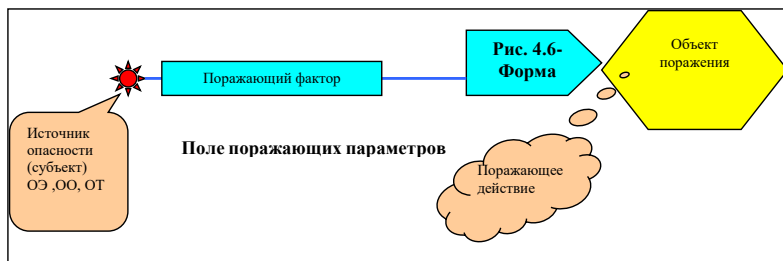 Поражающий фактор
Рис. 4.6-
Форма
Объект
поражения
Источник
опасности
(субъект)
ОЭ ,ОО, ОТ
Поле поражающих параметров
Поражающее
действие